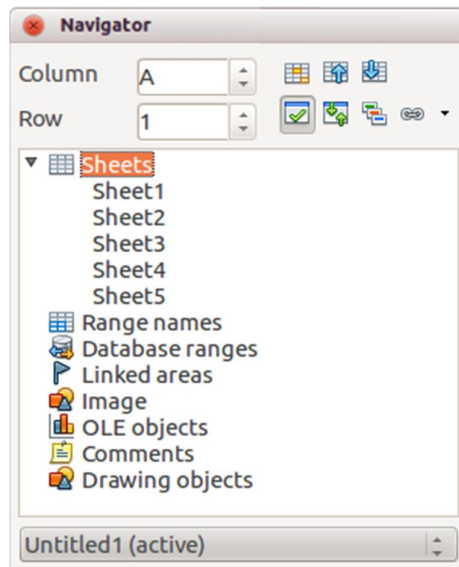 Navigator
Column A
Row 1
Sheets
Sheet1
Sheet2
Sheet3
Sheet4
Sheet5
Range names
Database ranges
Linked areas
Image
OLE objects
Comments
Drawing objects
Untitled1 (active)